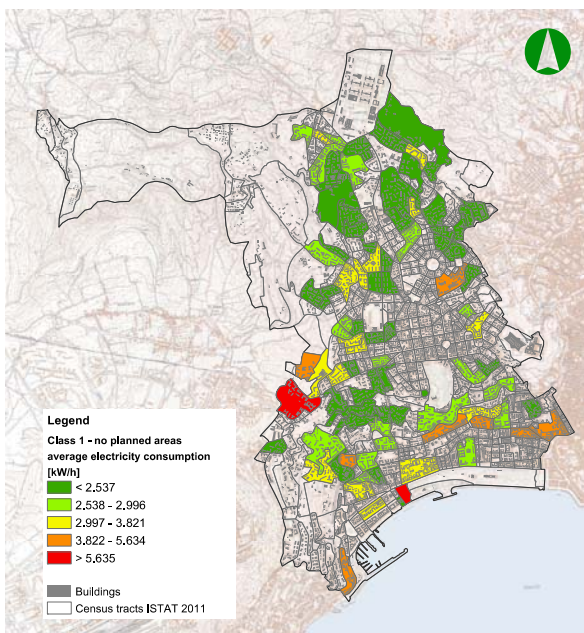 Legend
Class 1 - no planned areas
average electricity consumption
[kW/h]
< 2.537
2.538 - 2.996
2.997 - 3.821
3.822 - 5.634
> 5.635
Buildings
Census tracts ISTAT 2011